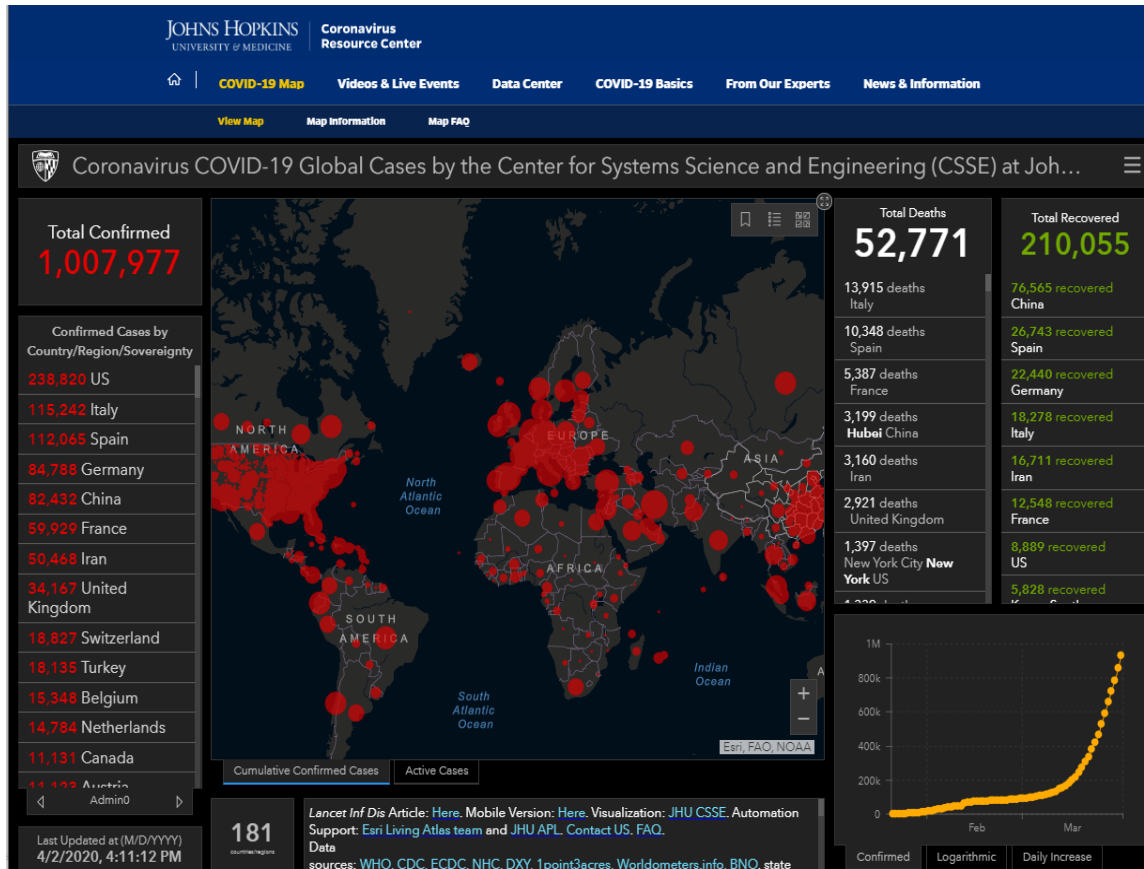 JOHNS HOPKINS
UNIVERSITY & MEDICINE
Coronavirus
Resource Center
COVID-19 Map
Videos & Live Events
Data Center
COVID-19 Basics
From Our Experts
News & Information
View Map
Map Information
Map FAQ
Coronavirus COVID-19 Global Cases by the Center for Systems Science and Engineering (CSSE) at Joh...
Total Confirmed
1,007,977
Confirmed Cases by
Country/Region/Sovereignty
238,820 US
115,242 Italy
112,065 Spain
84,788 Germany
82,432 China
59,929 France
50,468 Iran
34,167 United
Kingdom
18,827 Switzerland
18,135 Turkey
15,348 Belgium
14,784 Netherlands
11,131 Canada
Austria
Admin0
Last Updated at (M/D/YYYY)
4/2/2020, 4:11:12 PM
NORTH
AMERICA
North
Atlantic
Ocean
EUROPE
ASIA
AFRICA
SOUTH
AMERICA
South
Atlantic
Ocean
Indian
Ocean
A
+
−
Esri, FAO, NOAA
Cumulative Confirmed Cases
Active Cases
181
countries/regions
Lancet Inf Dis Article: Here. Mobile Version: Here. Visualization: JHU CSSE. Automation
Support: Esri Living Atlas team and JHU APL. Contact US. FAQ.
Data
sources: WHO, CDC, ECDC, NHC, DXY, 1point3acres, Worldometers.info, BNO, state
Total Deaths
52,771
13,915 deaths
Italy
10,348 deaths
Spain
5,387 deaths
France
3,199 deaths
Hubei China
3,160 deaths
Iran
2,921 deaths
United Kingdom
1,397 deaths
New York City New
York US
Total Recovered
210,055
76,565 recovered
China
26,743 recovered
Spain
22,440 recovered
Germany
18,278 recovered
Italy
16,711 recovered
Iran
12,548 recovered
France
8,889 recovered
US
5,828 recovered
1M
800k
600k
400k
200k
0
Feb
Mar
Confirmed
Logarithmic
Daily Increase